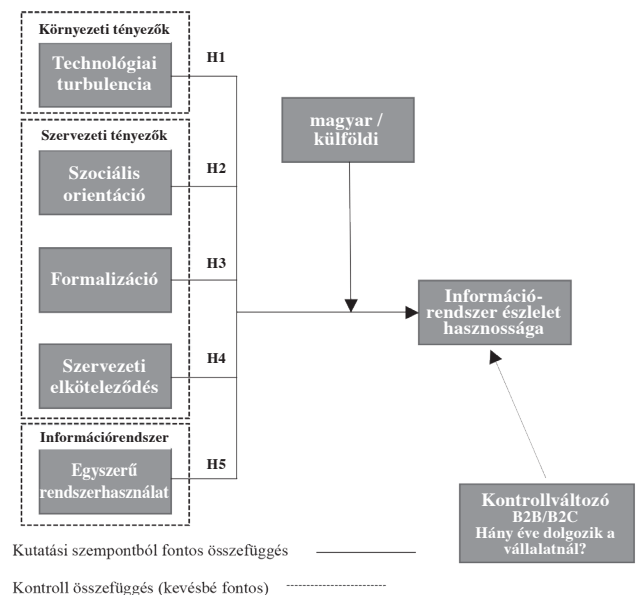 Környezeti tényezők
Technológiai
turbulencia
H1
Szervezeti tényezők
Szociális
orientáció
H2
Formalizáció
H3
Szervezeti
elköteleződés
H4
Információrendszer
Egyszerű
rendszerhasználat
H5
magyar /
külföldi
Információ-
rendszer észlelet
hasznossága
Kontrollváltozó
B2B/B2C
Hány éve dolgozik a
vállalatnál?
Kutatási szempontból fontos összefüggés
Kontroll összefüggés (kevésbé fontos)